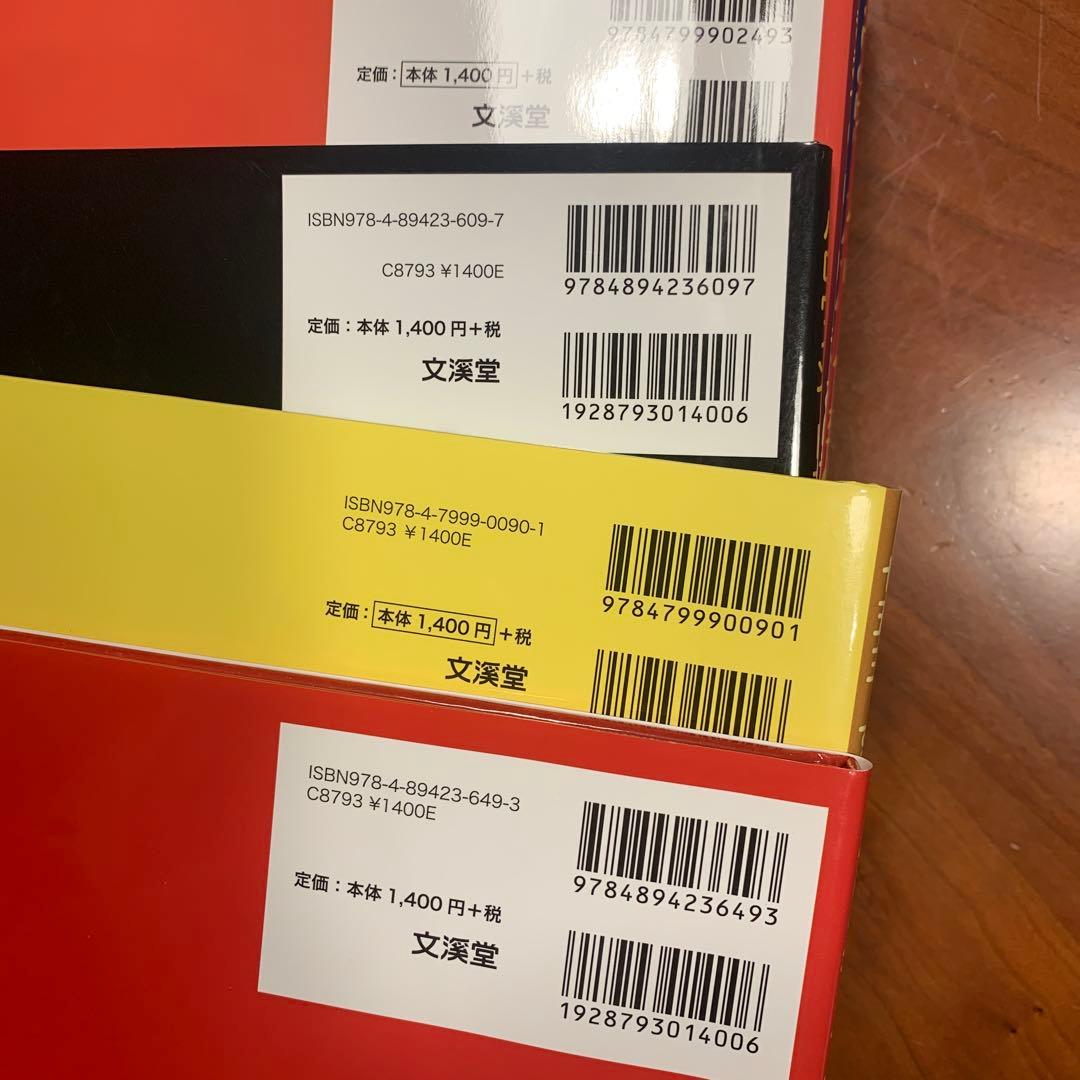 9784799902493
定価：本体 1,400円+税
文溪堂
ISBN978-4-89423-609-7
C8793 ¥1400E
定価：本体 1,400 円+税
文溪堂
9784894236097
1928793014006
ISBN978-4-7999-0090-1
C8793 ¥1400E
定価：本体 1,400 円+税
文溪堂
9784799900901
ISBN978-4-89423-649-3
C8793 ¥1400E
定価：本体 1,400 円+税
文溪堂
9784894236493
1928793014006